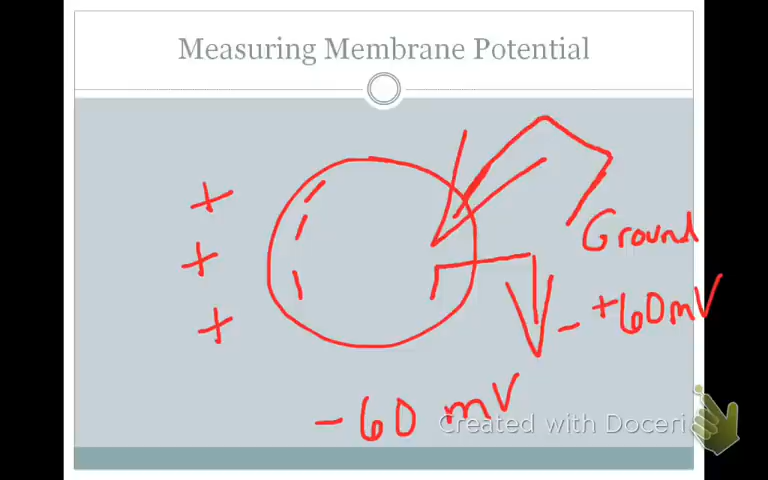 Measuring Membrane Potential
+
+
+
Ground
- +60mV
-60 mV
Created with Doceri